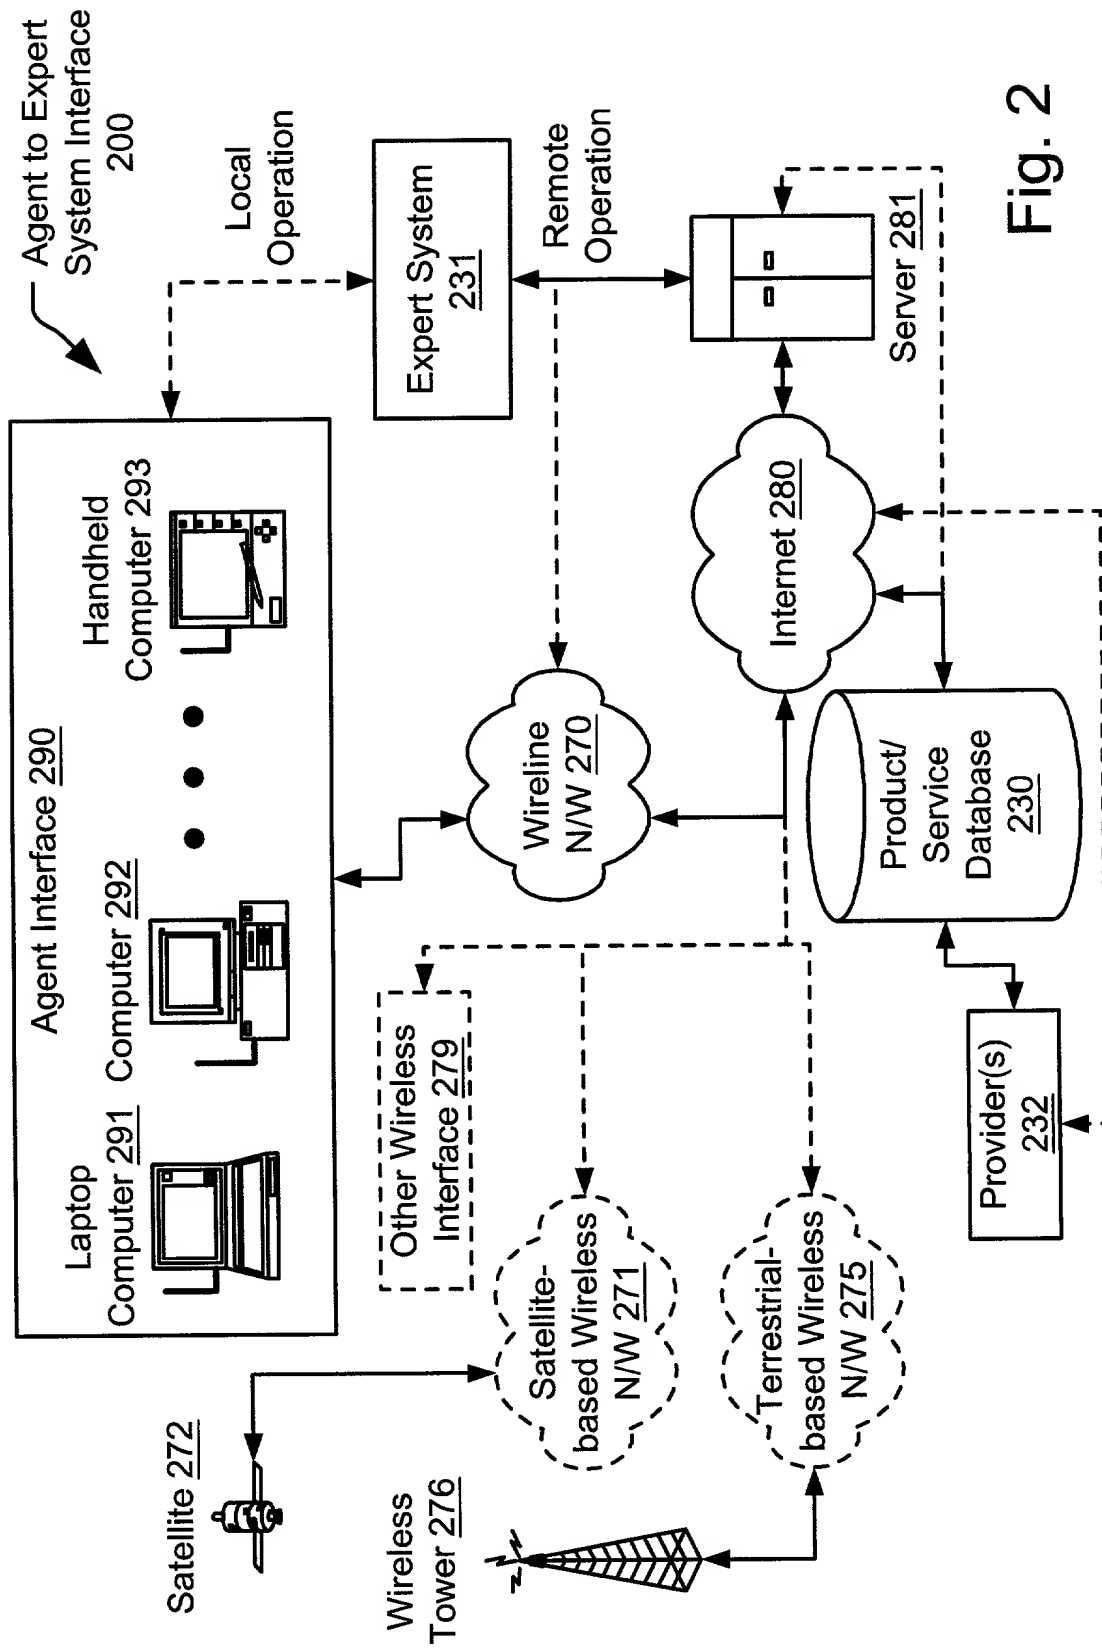 Agent to Expert
System Interface
200
Agent Interface 290
Laptop
Computer 291
Computer 292
Handheld
Computer 293
Local
Operation
Satellite 272
Wireless
Tower 276
Other Wireless
Interface 279
Satellite-
based Wireless
N/W 271
Terrestrial-
based Wireless
N/W 275
Wireline
N/W 270
Expert System
231
Remote
Operation
Internet 280
Server 281
Product/
Service
Database
230
Provider(s)
232
Fig. 2